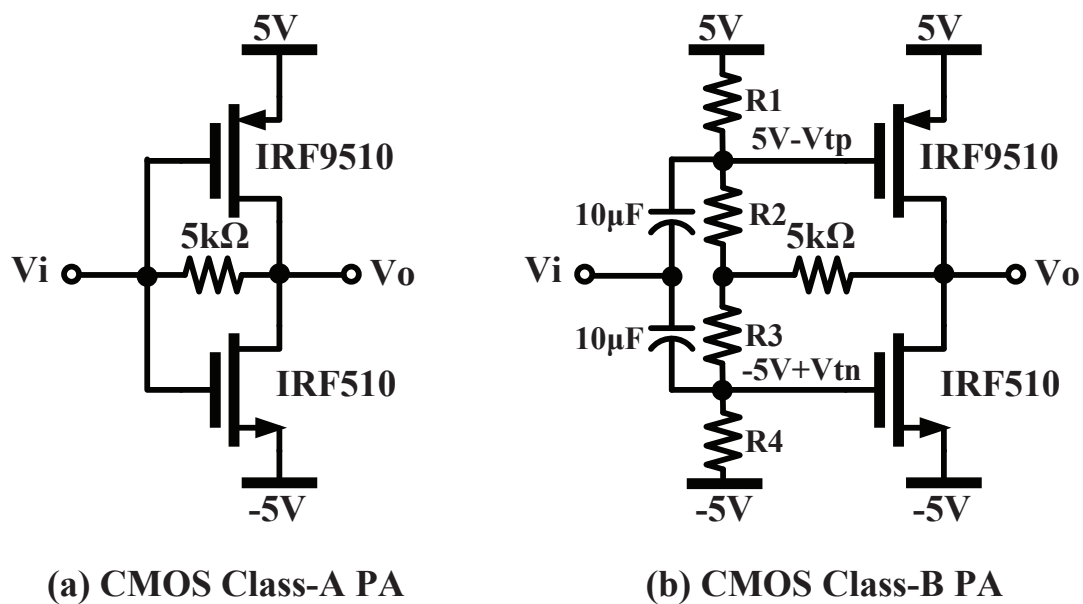 5V
IRF9510
5kΩ
Vi
Vo
IRF510
-5V
(a) CMOS Class-A PA
5V
5V
R1
5V-Vtp
IRF9510
10μF
R2
5kΩ
Vi
Vo
10μF
R3
-5V+Vtn
IRF510
R4
-5V
-5V
(b) CMOS Class-B PA